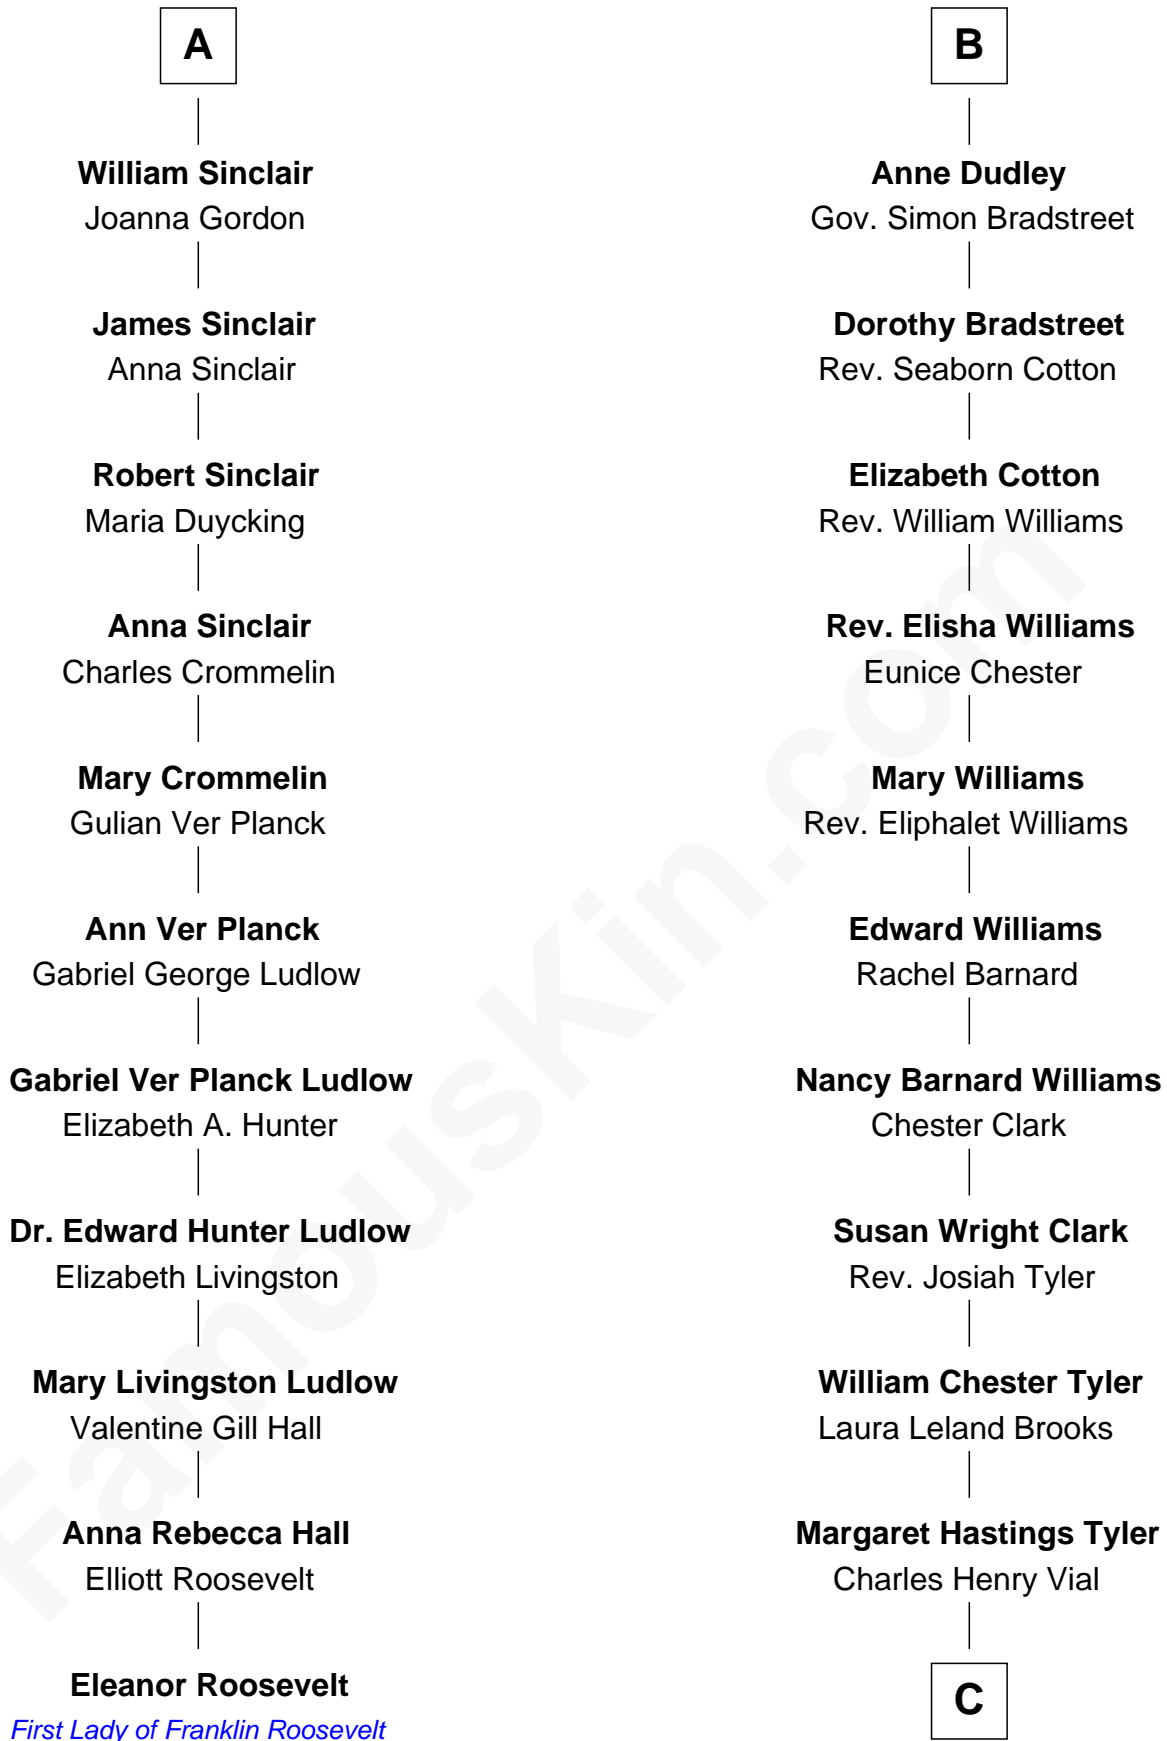 A
William Sinclair
Joanna Gordon
James Sinclair
Anna Sinclair
Robert Sinclair
Maria Duycking
Anna Sinclair
Charles Crommelin
Mary Crommelin
Gulian Ver Planck
Ann Ver Planck
Gabriel George Ludlow
Gabriel Ver Planck Ludlow
Elizabeth A. Hunter
Dr. Edward Hunter Ludlow
Elizabeth Livingston
Mary Livingston Ludlow
Valentine Gill Hall
Anna Rebecca Hall
Elliott Roosevelt
Eleanor Roosevelt
First Lady of Franklin Roosevelt
B
Anne Dudley
Gov. Simon Bradstreet
Dorothy Bradstreet
Rev. Seaborn Cotton
Elizabeth Cotton
Rev. William Williams
Rev. Elisha Williams
Eunice Chester
Mary Williams
Rev. Eliphalet Williams
Edward Williams
Rachel Barnard
Nancy Barnard Williams
Chester Clark
Susan Wright Clark
Rev. Josiah Tyler
William Chester Tyler
Laura Leland Brooks
Margaret Hastings Tyler
Charles Henry Vial
C
FamousKin.com